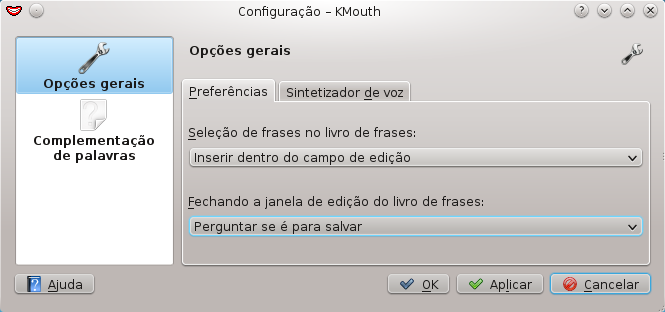 Configuração – KMouth
Opções gerais
Complementação
de palavras
Opções gerais
Preferências
Sintetizador de voz
Seleção de frases no livro de frases:
Inserir dentro do campo de edição
Fechando a janela de edição do livro de frases:
Perguntar se é para salvar
Ajuda
OK
Aplicar
Cancelar